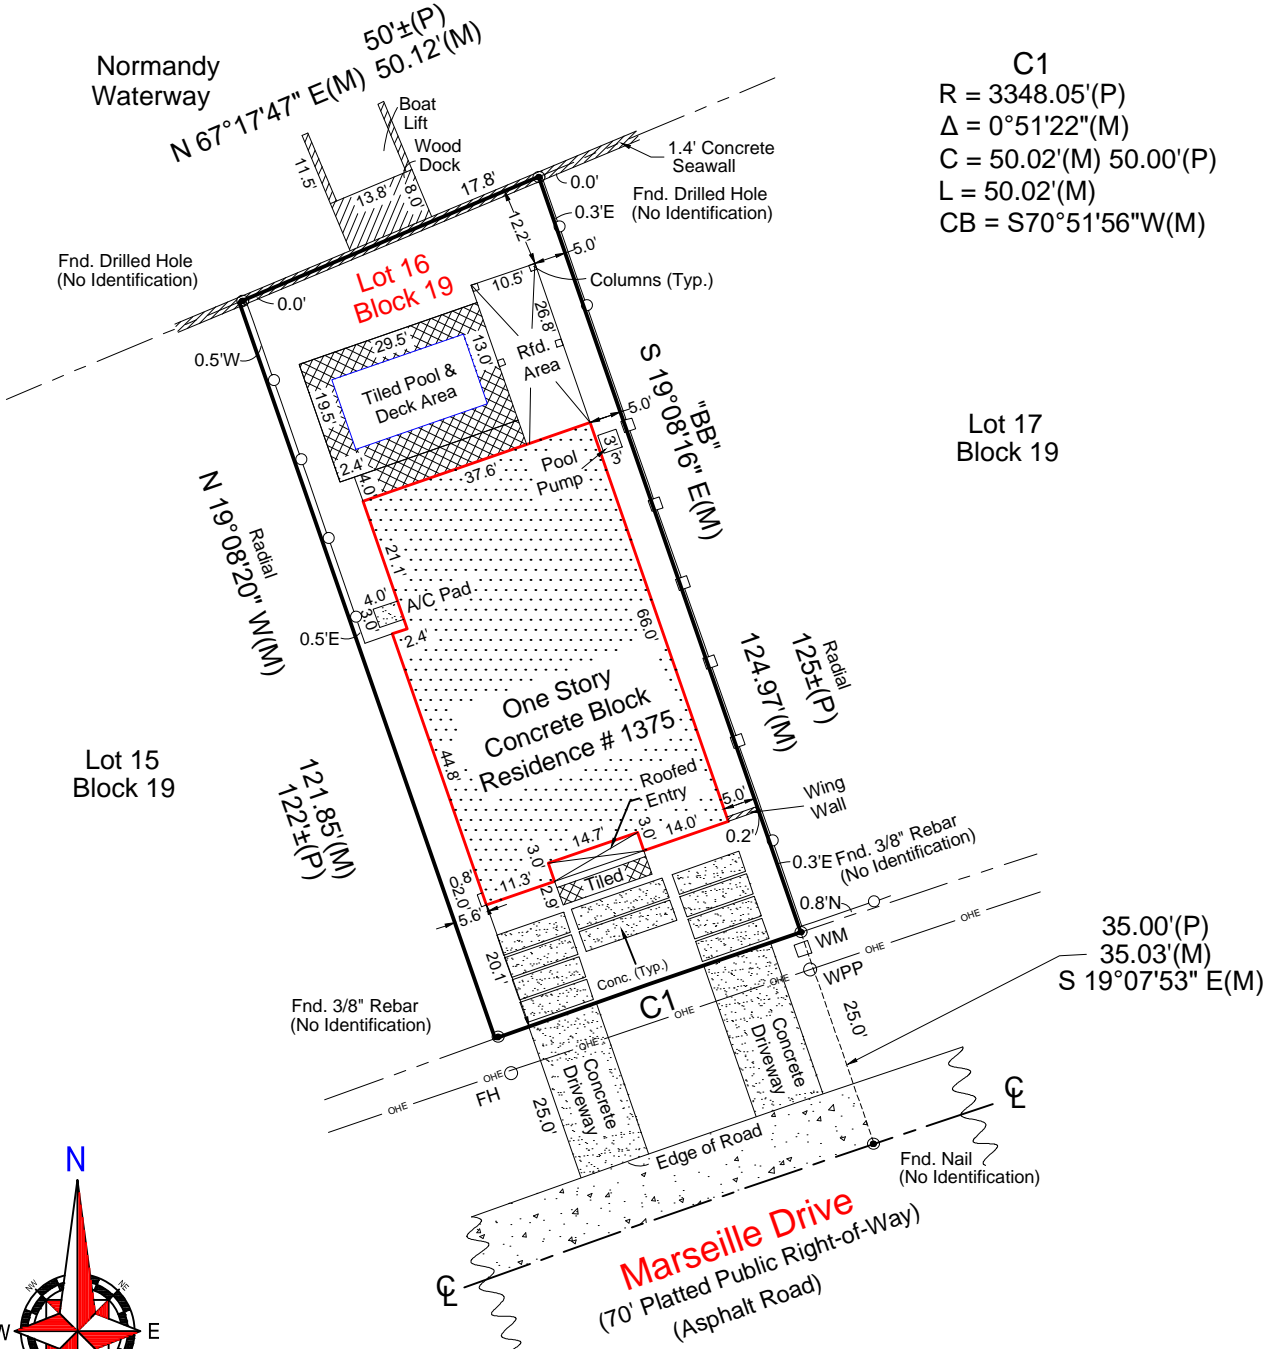 Normandy
Waterway
50'±(P)
N 67°17'47" E(M) 50.12'(M)
C1
R = 3348.05'(P)
Δ = 0°51'22"(M)
C = 50.02'(M) 50.00'(P)
L = 50.02'(M)
CB = S70°51'56"W(M)
Boat
Lift
Wood
Dock
11.5'
13.8'
8.0'
17.8'
1.4' Concrete
Seawall
0.0'
Fnd. Drilled Hole
(No Identification)
0.3'E
12.2'
5.0'
Columns (Typ.)
Fnd. Drilled Hole
(No Identification)
0.0'
Lot 16
Block 19
10.5'
26.8'
Rfd.
Area
0.5'W
29.5'
13.0'
19.5'
Tiled Pool &
Deck Area
2.4'
4.0'
37.6'
Pool
Pump
3'
3'
5.0'
"BB"
S 19°08'16" E(M)
Lot 17
Block 19
N 19°08'20" W(M)
Radial
21.1'
4.0'
3.0'
A/C Pad
2.4'
0.5'E
66.0'
124.97'(M)
125±(P)
Radial
One Story
Concrete Block
Residence # 1375
44.8'
Lot 15
Block 19
121.85'(M)
122'±(P)
Roofed
Entry
14.7'
3.0'
14.0'
5.0'
Wing
Wall
0.2'
0.3'E
Fnd. 3/8" Rebar
(No Identification)
0.8'N
3.0'
11.3'
Tiled
2.9'
0.8'
2.0'
5.6'
20.1'
Conc. (Typ.)
C1
WM
WPP
OHE
OHE
OHE
OHE
OHE
OHE
35.00'(P)
35.03'(M)
S 19°07'53" E(M)
Fnd. 3/8" Rebar
(No Identification)
FH
25.0'
Concrete
Driveway
Concrete
Driveway
25.0'
Edge of Road
Fnd. Nail
(No Identification)
Marseille Drive
(70' Platted Public Right-of-Way)
(Asphalt Road)
℄
℄
N
NW
NE
W
E